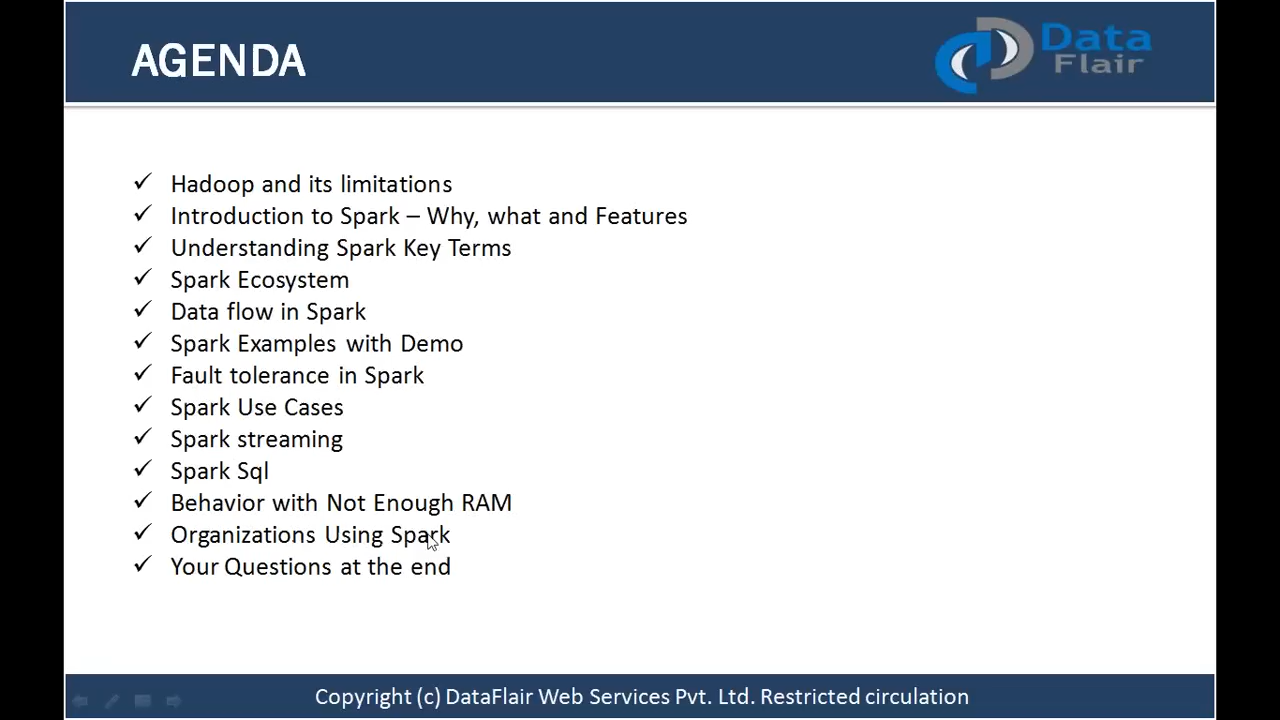 AGENDA
Data
Flair
Hadoop and its limitations
Introduction to Spark – Why, what and Features
Understanding Spark Key Terms
Spark Ecosystem
Data flow in Spark
Spark Examples with Demo
Fault tolerance in Spark
Spark Use Cases
Spark streaming
Spark Sql
Behavior with Not Enough RAM
Organizations Using Spark
Your Questions at the end
Copyright (c) DataFlair Web Services Pvt. Ltd. Restricted circulation